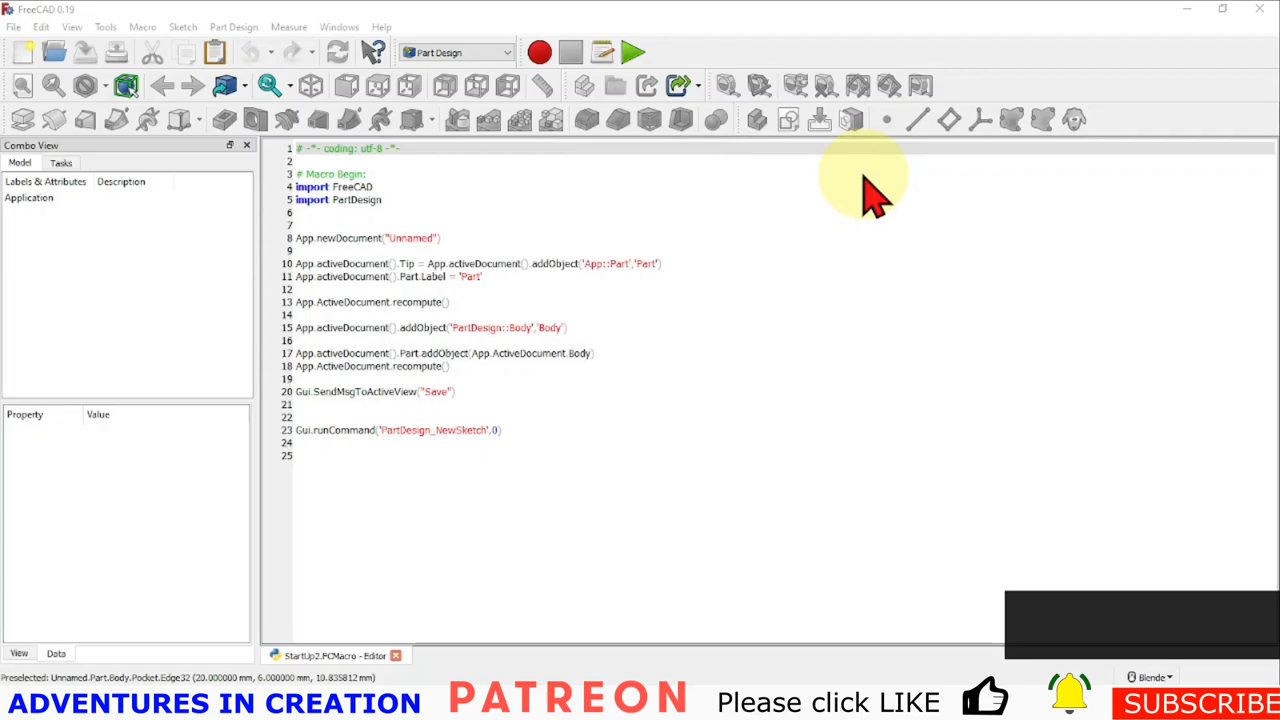 FreeCAD 0.19
File Edit View Tools Macro Sketch Part Design Measure Windows Help
Part Design
Combo View
Model Tasks
Labels & Attributes Description
Application
Property Value
View Data
1 # -*- coding: utf-8 -*-
2
3 # Macro Begin:
4 import FreeCAD
5 import PartDesign
6
7
8 App.newDocument("Unnamed")
9
10 App.activeDocument().Tip = App.activeDocument().addObject('App::Part','Part')
11 App.activeDocument().Part.Label = 'Part'
12
13 App.ActiveDocument.recompute()
14
15 App.activeDocument().addObject('PartDesign::Body','Body')
16
17 App.activeDocument().Part.addObject(App.ActiveDocument.Body)
18 App.ActiveDocument.recompute()
19
20 Gui.SendMsgToActiveView("Save")
21
22
23 Gui.runCommand('PartDesign_NewSketch',0)
24
25
StartUp2.FCMacro - Editor
Preselected: Unnamed.Part.Body.Pocket.Edge32 (20.000000 mm, 6.000000 mm, 10.835812 mm)
Blende
ADVENTURES IN CREATION PATREON Please click LIKE SUBSCRIBE